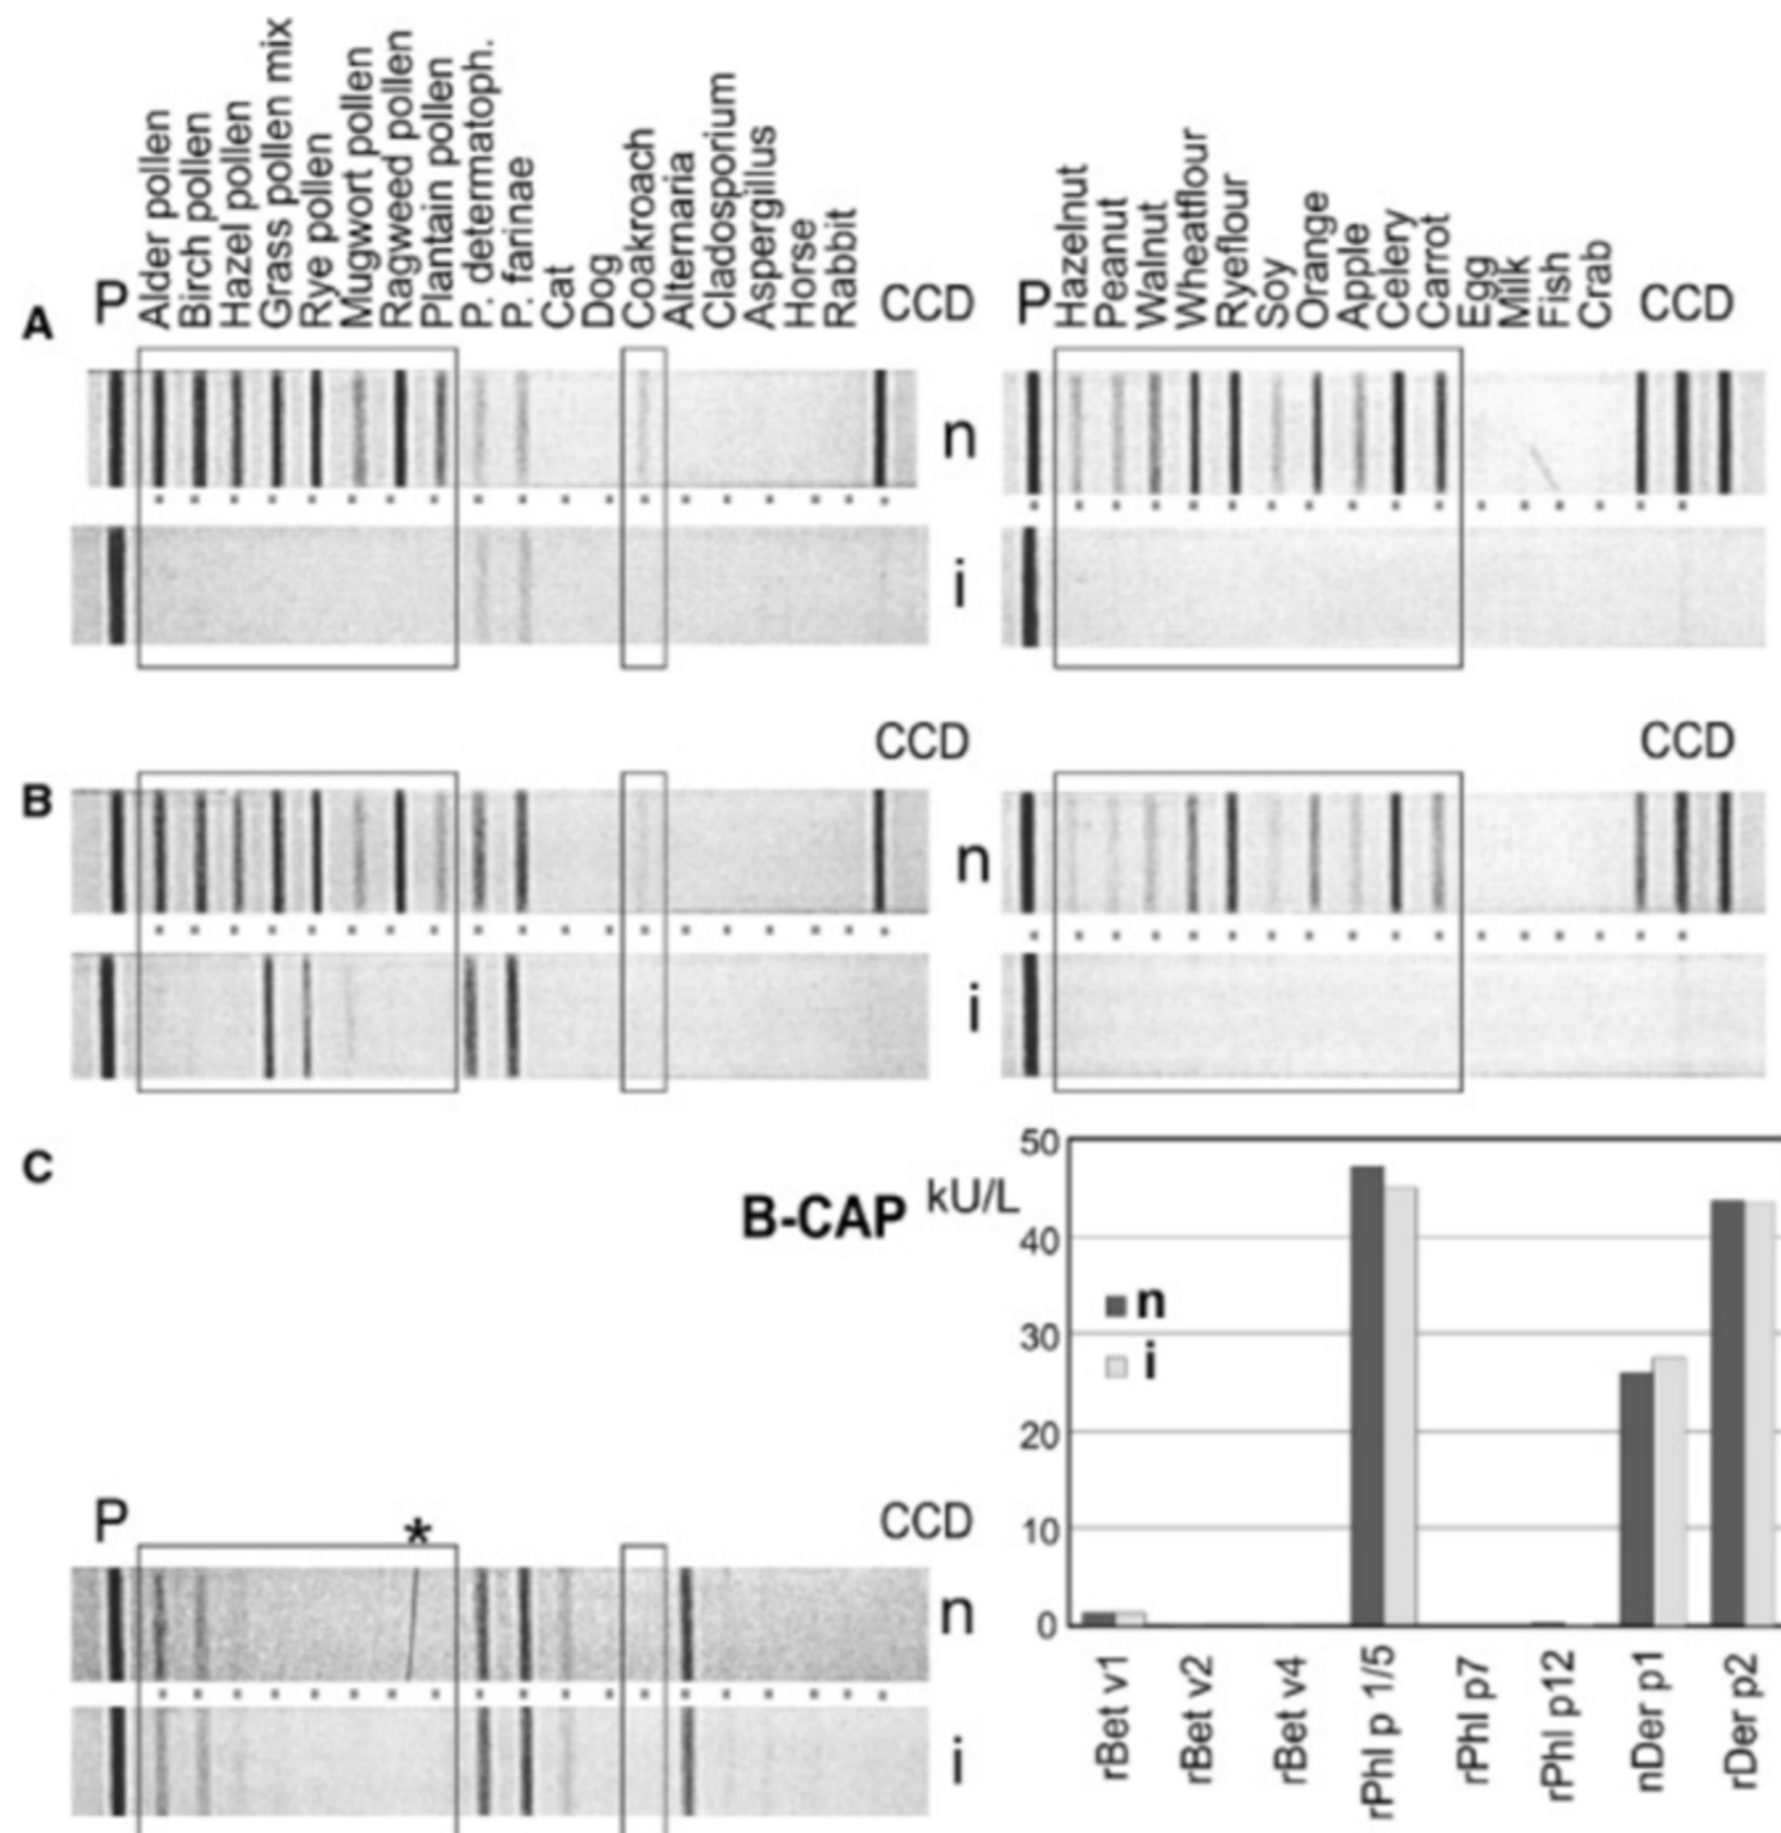 A
P
Alder pollen
Birch pollen
Hazel pollen
Grass pollen mix
Rye pollen
Mugwort pollen
Ragweed pollen
Plantain pollen
P. determatoph.
P. farinae
Cat
Dog
Coakroach
Alternaria
Cladosporium
Aspergillus
Horse
Rabbit
CCD
P
Hazelnut
Peanut
Walnut
Wheatflour
Ryeflour
Soy
Orange
Apple
Celery
Carrot
Egg
Milk
Fish
Crab
CCD
n
i
CCD
CCD
B
n
i
C
B-CAP
kU/L
50
40
30
20
10
0
n
i
rBet v1
rBet v2
rBet v4
rPhl p 1/5
rPhl p7
rPhl p12
nDer p1
rDer p2
P
*
CCD
n
i